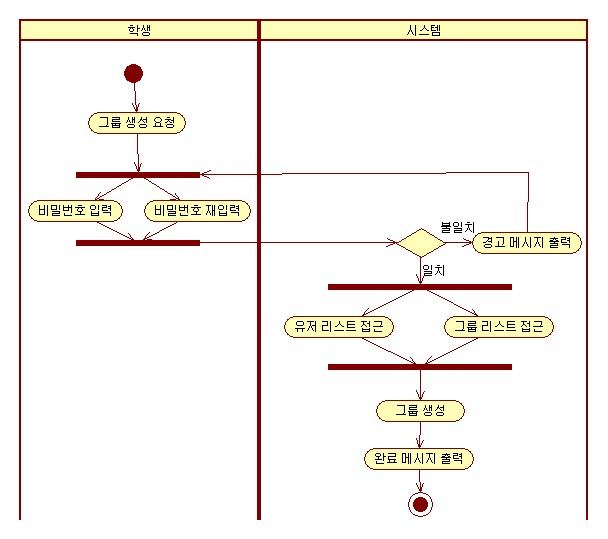 학생
시스템
그룹 생성 요청
비밀번호 입력
비밀번호 재입력
불일치
경고 메시지 출력
일치
유저 리스트 접근
그룹 리스트 접근
그룹 생성
완료 메시지 출력